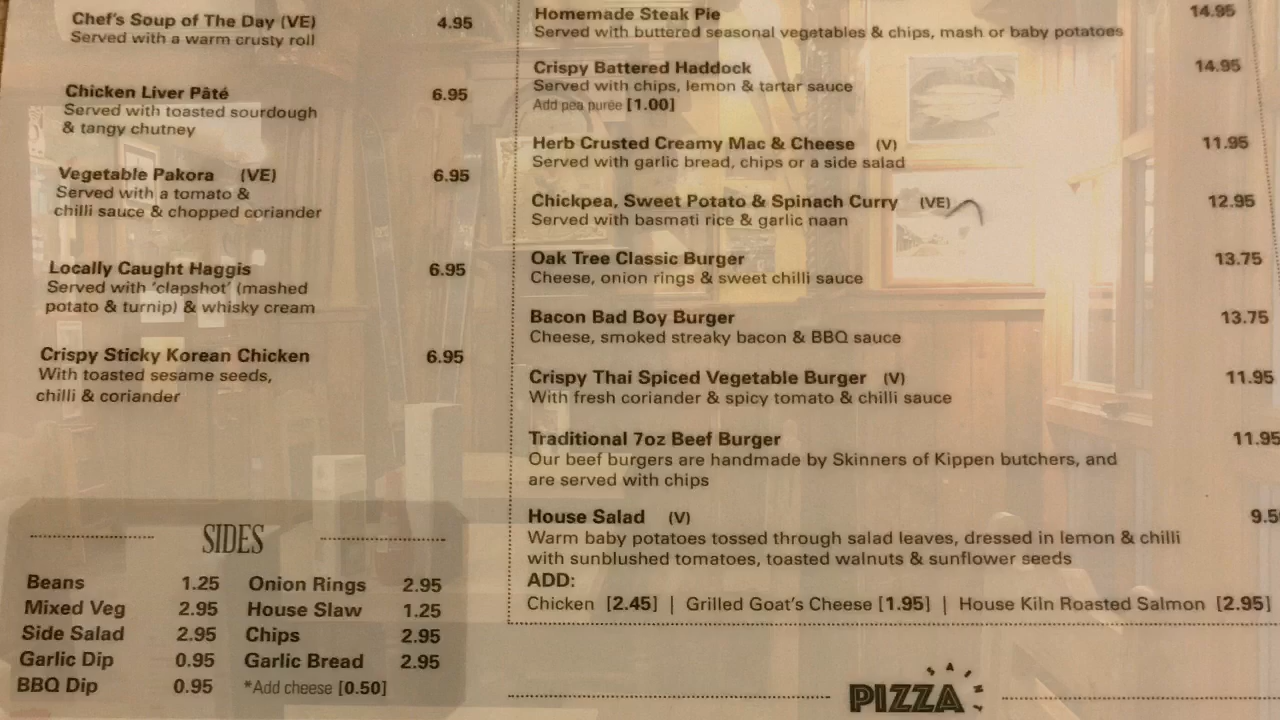 Chef's Soup of The Day (VE) 4.95
Served with a warm crusty roll
Chicken Liver Pâté 6.95
Served with toasted sourdough
& tangy chutney
Vegetable Pakora (VE) 6.95
Served with a tomato &
chilli sauce & chopped coriander
Locally Caught Haggis 6.95
Served with 'clapshot' (mashed
potato & turnip) & whisky cream
Crispy Sticky Korean Chicken 6.95
With toasted sesame seeds,
chilli & coriander
SIDES
Beans 1.25 Onion Rings 2.95
Mixed Veg 2.95 House Slaw 1.25
Side Salad 2.95 Chips 2.95
Garlic Dip 0.95 Garlic Bread 2.95
BBQ Dip 0.95 *Add cheese [0.50]
Homemade Steak Pie 14.95
Served with buttered seasonal vegetables & chips, mash or baby potatoes
Crispy Battered Haddock 14.95
Served with chips, lemon & tartar sauce
Add pea purée [1.00]
Herb Crusted Creamy Mac & Cheese (V) 11.95
Served with garlic bread, chips or a side salad
Chickpea, Sweet Potato & Spinach Curry (VE) 12.95
Served with basmati rice & garlic naan
Oak Tree Classic Burger 13.75
Cheese, onion rings & sweet chilli sauce
Bacon Bad Boy Burger 13.75
Cheese, smoked streaky bacon & BBQ sauce
Crispy Thai Spiced Vegetable Burger (V) 11.95
With fresh coriander & spicy tomato & chilli sauce
Traditional 7oz Beef Burger 11.95
Our beef burgers are handmade by Skinners of Kippen butchers, and
are served with chips
House Salad (V)
Warm baby potatoes tossed through salad leaves, dressed in lemon & chilli
with sunblushed tomatoes, toasted walnuts & sunflower seeds
ADD:
Chicken [2.45] | Grilled Goat's Cheese [1.95] | House Kiln Roasted Salmon [2.95]
PIZZA